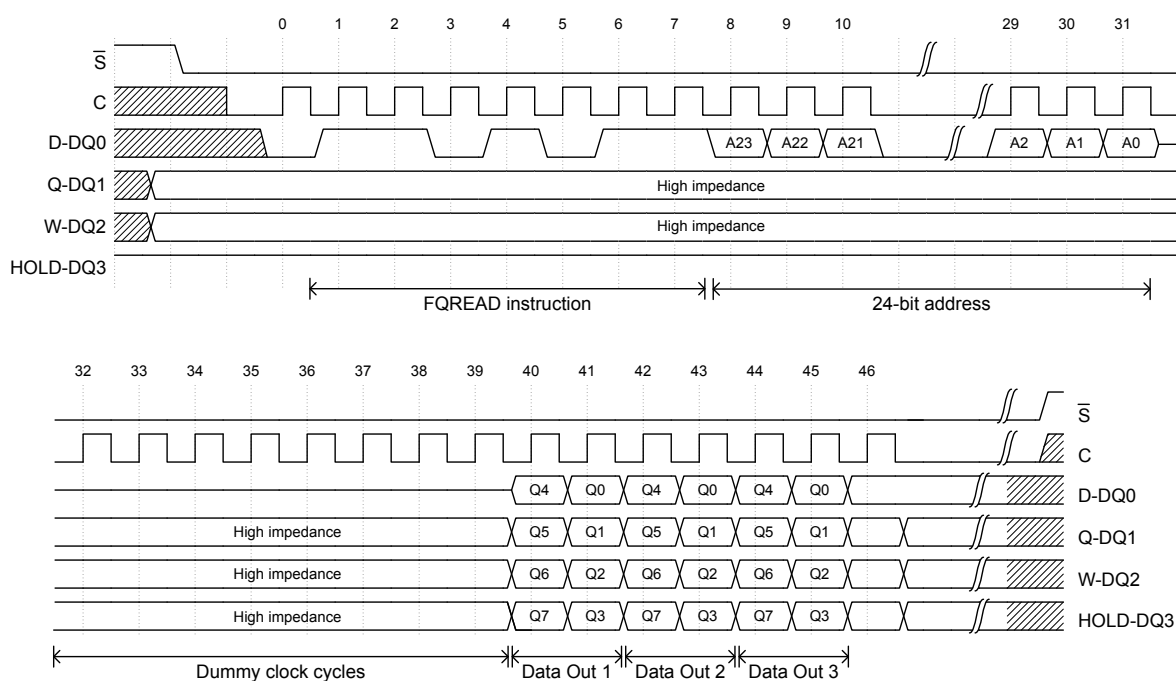 0 1 2 3 4 5 6 7 8 9 10 29 30 31
S
C
D-DQ0 A23 A22 A21 A2 A1 A0
Q-DQ1 High impedance
W-DQ2 High impedance
HOLD-DQ3
FQREAD instruction 24-bit address
32 33 34 35 36 37 38 39 40 41 42 43 44 45 46
S
C
Q4 Q0 Q4 Q0 Q4 Q0 D-DQ0
High impedance Q5 Q1 Q5 Q1 Q5 Q1 Q-DQ1
High impedance Q6 Q2 Q6 Q2 Q6 Q2 W-DQ2
High impedance Q7 Q3 Q7 Q3 Q7 Q3 HOLD-DQ3
Dummy clock cycles Data Out 1 Data Out 2 Data Out 3